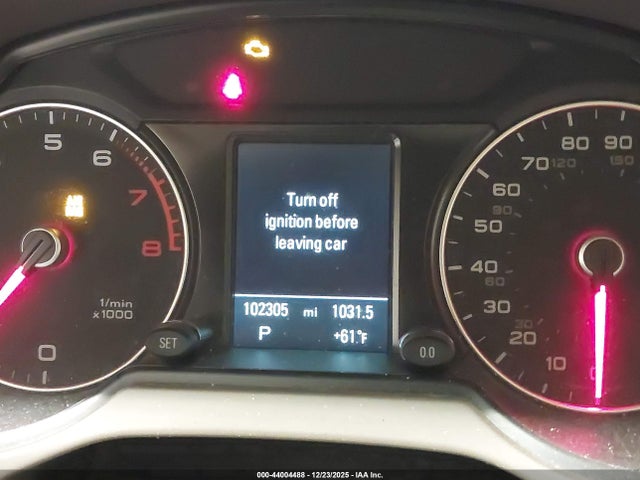 5
6
7
8
1/min
x1000
0
SET
Turn off
ignition before
leaving car
102305 mi 1031.5
P +61°F
0.0
90
80
150
70
120
60
90
50
40
60
30
30
20
10
0
000-44004488 - 12/23/2025 - IAA Inc.